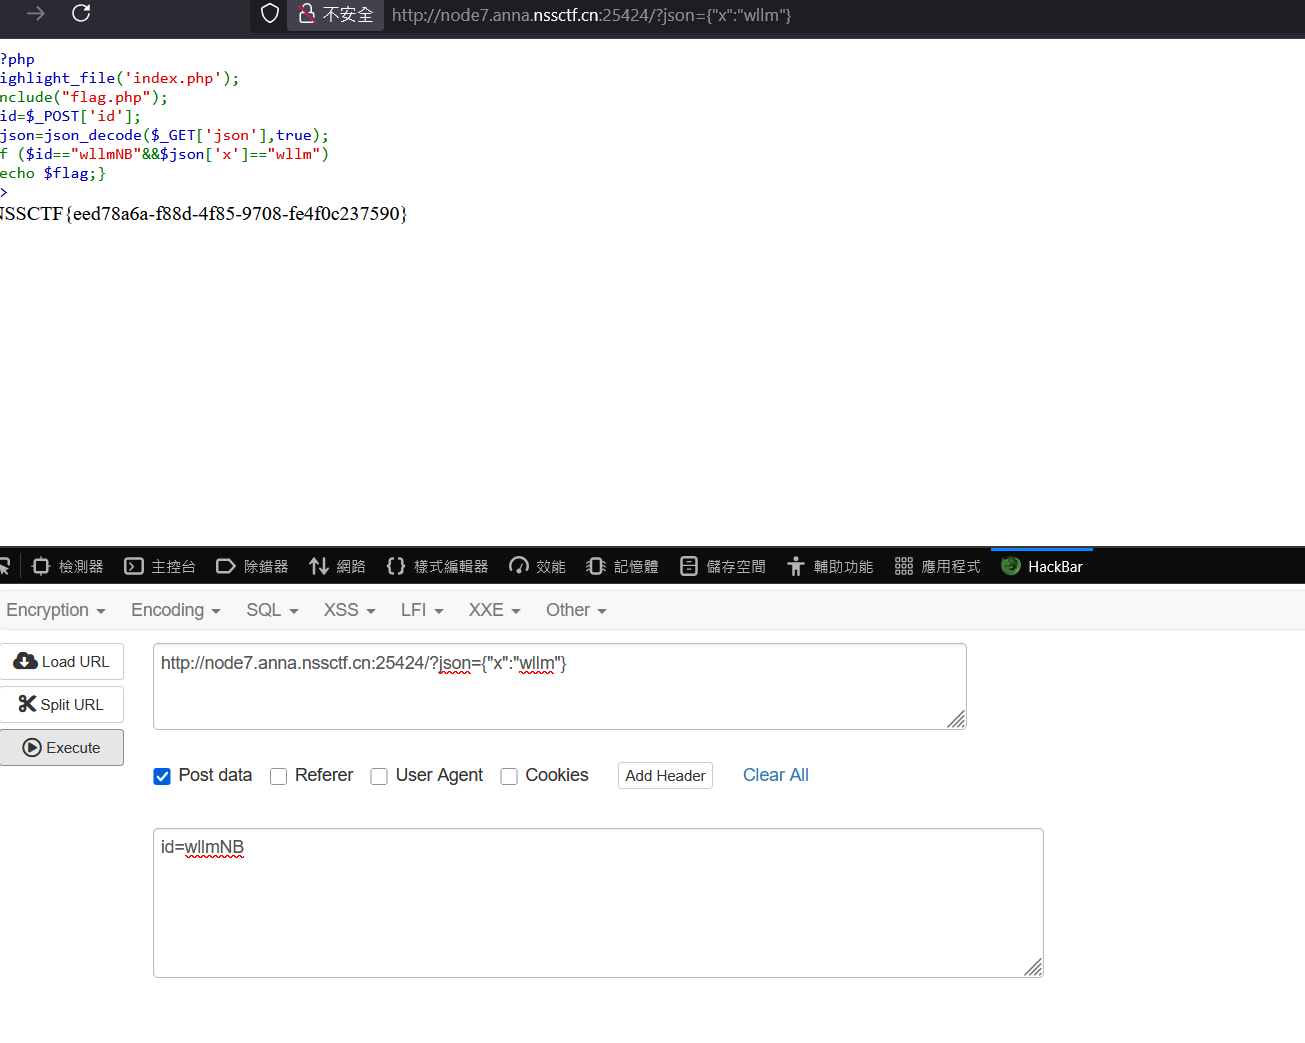 不安全 http://node7.anna.nssctf.cn:25424/?json={"x":"wllm"}
?php
ighlight_file('index.php');
nclude("flag.php");
id=$_POST['id'];
json=json_decode($_GET['json'],true);
f ($id=="wllmNB"&&$json['x']=="wllm")
echo $flag;}
>
NSSCTF{eed78a6a-f88d-4f85-9708-fe4f0c237590}
檢測器 主控台 除錯器 網路 樣式編輯器 效能 記憶體 儲存空間 輔助功能 應用程式 HackBar
Encryption Encoding SQL XSS LFI XXE Other
Load URL
http://node7.anna.nssctf.cn:25424/?json={"x":"wllm"}
Split URL
Execute
Post data Referer User Agent Cookies Add Header Clear All
id=wllmNB